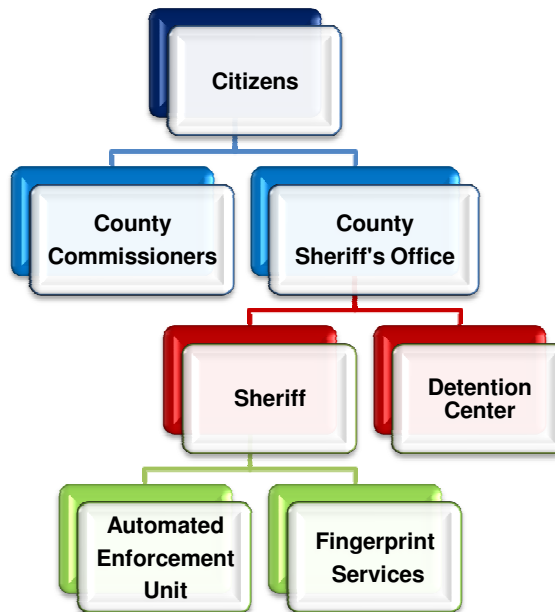 Citizens
County
Commissioners
County
Sheriff's Office
Sheriff
Detention
Center
Automated
Enforcement
Unit
Fingerprint
Services